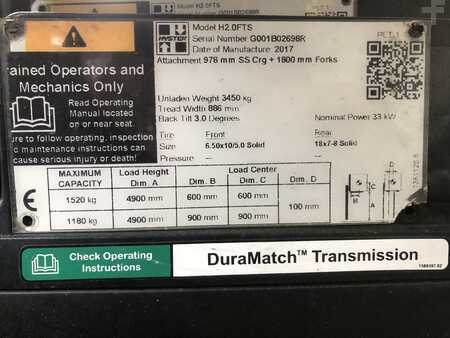 HYSTER
Model H2.0FTS
Serial Number G001B02698R
Date of Manufacture 2017
Attachment 978 mm SS Crg + 1800 mm Forks
rained Operators and
Mechanics Only
Read Operating
Manual located
on or near seat.
ure to follow operating, inspection
maintenance instructions can
cause serious injury or death!
Unladen Weight 3450 kg
Tread Width 886 mm
Back Tilt 3.0 Degrees
Nominal Power 33 kW
Tire Front Rear
Size 6.50x10/5.0 Solid 18x7-8 Solid
Pressure -- --
MAXIMUM CAPACITY Load Height Dim. A Load Center Dim. B Dim. C Dim. D
1520 kg 4900 mm 600 mm 600 mm 100 mm
1180 kg 4900 mm 900 mm 900 mm
CE
D
C
B
A
Check Operating
Instructions
DuraMatch™ Transmission